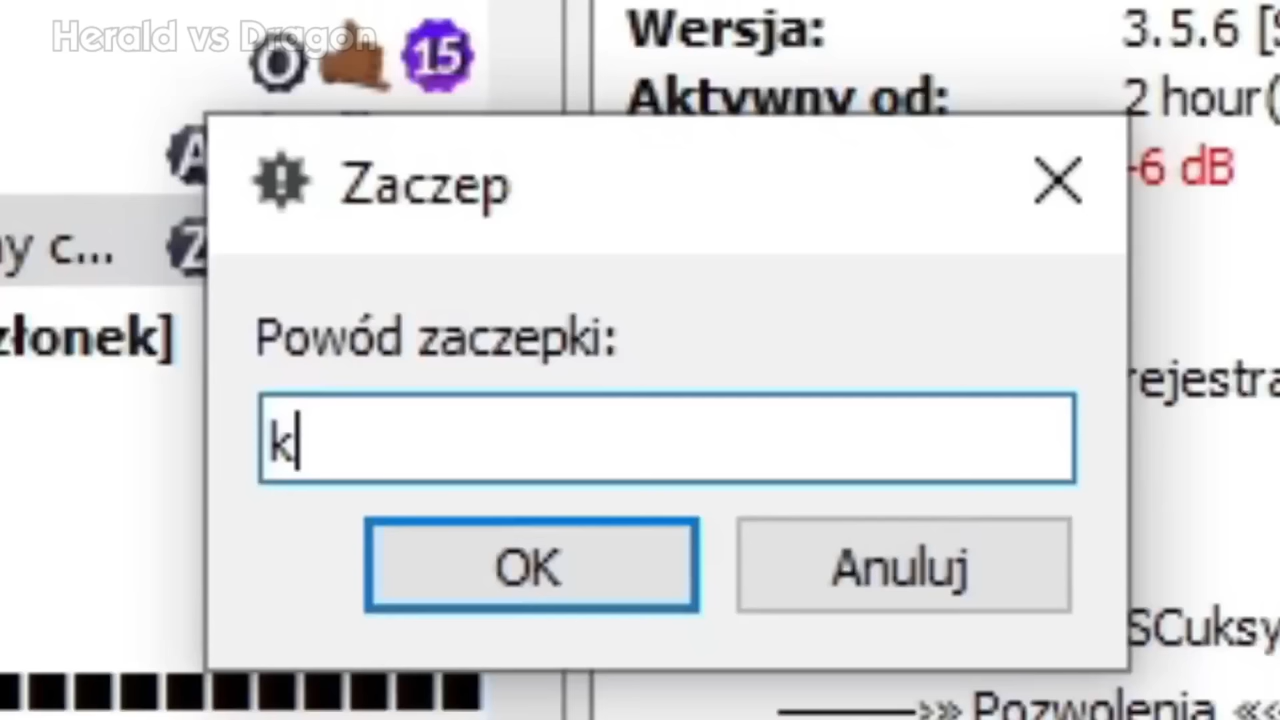 Herald vs Dragon
15
Wersja: 3.5.6
Aktywny od: 2 hour(
-6 dB
Zaczep
Powód zaczepki:
k
OK
Anuluj
y c...
złonek]
rejestra
SCuksy
»» Pozwolenia ««